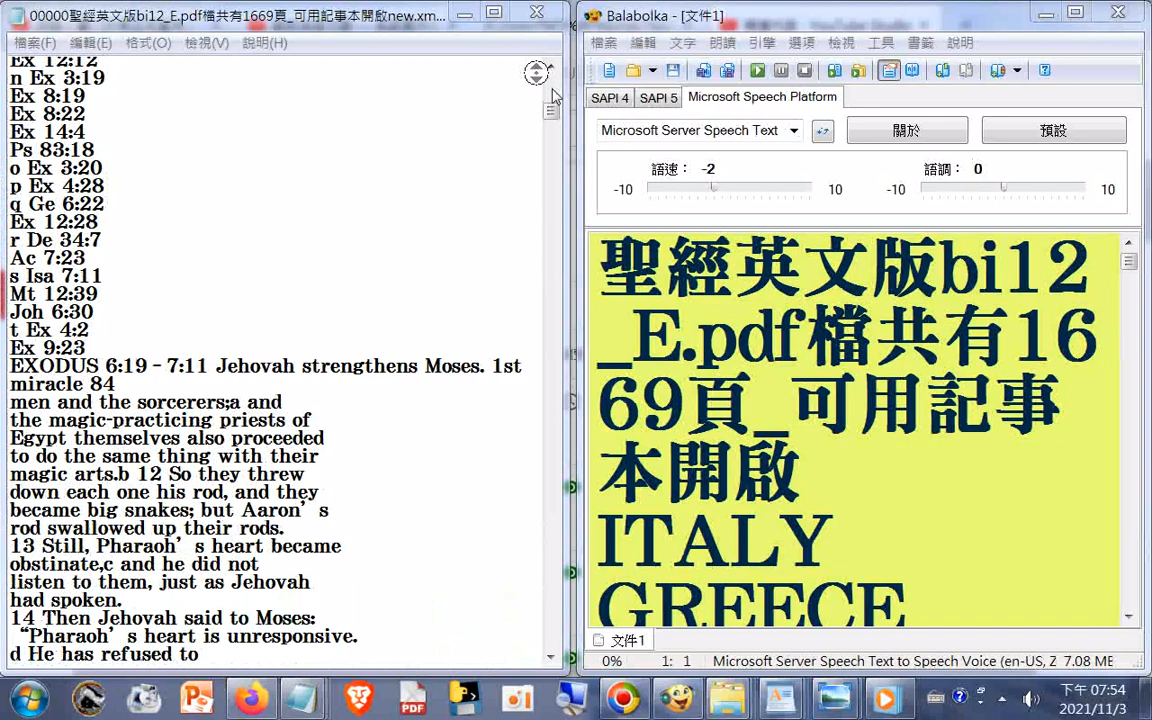 00000聖經英文版bi12_E.pdf檔共有1669頁_可用記事本開啟new.xm...
檔案(F) 編輯(E) 格式(O) 檢視(V) 說明(H)
Ex 12:12
n Ex 3:19
Ex 8:19
Ex 8:22
Ex 14:4
Ps 83:18
o Ex 3:20
p Ex 4:28
q Ge 6:22
Ex 12:28
r De 34:7
Ac 7:23
s Isa 7:11
Mt 12:39
Joh 6:30
t Ex 4:2
Ex 9:23
EXODUS 6:19–7:11 Jehovah strengthens Moses. 1st
miracle 84
men and the sorcerers;a and
the magic-practicing priests of
Egypt themselves also proceeded
to do the same thing with their
magic arts.b 12 So they threw
down each one his rod, and they
became big snakes; but Aaron’s
rod swallowed up their rods.
13 Still, Pharaoh’s heart became
obstinate,c and he did not
listen to them, just as Jehovah
had spoken.
14 Then Jehovah said to Moses:
“Pharaoh’s heart is unresponsive.
d He has refused to
Balabolka - [文件1]
檔案 編輯 文字 朗讀 引擎 選項 檢視 工具 書籤 說明
SAPI 4 SAPI 5 Microsoft Speech Platform
Microsoft Server Speech Text 關於 預設
語速： -2 語調： 0
-10 10 -10 10
聖經英文版bi12
_E.pdf檔共有16
69頁_可用記事
本開啟
ITALY
GREECE
文件1
0% 1: 1 Microsoft Server Speech Text to Speech Voice (en-US, Z 7.08 ME
下午 07:54
2021/11/3